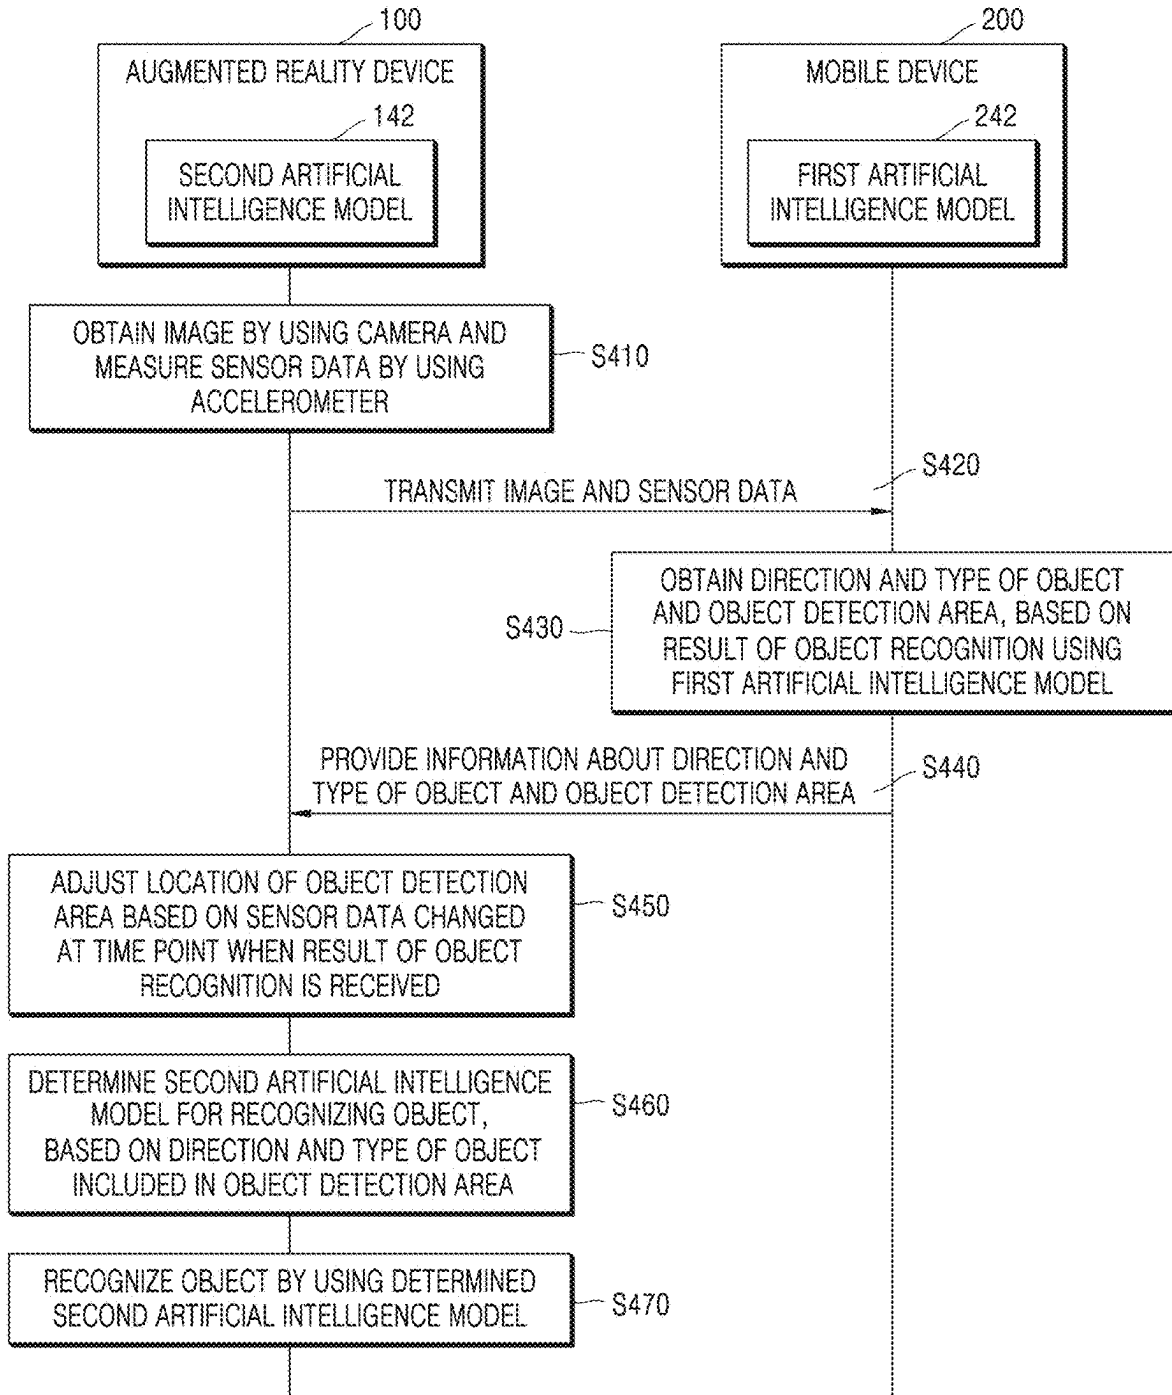 100
AUGMENTED REALITY DEVICE
142
SECOND ARTIFICIAL
INTELLIGENCE MODEL
200
MOBILE DEVICE
242
FIRST ARTIFICIAL
INTELLIGENCE MODEL
OBTAIN IMAGE BY USING CAMERA AND
MEASURE SENSOR DATA BY USING
ACCELEROMETER
S410
S420
TRANSMIT IMAGE AND SENSOR DATA
OBTAIN DIRECTION AND TYPE OF OBJECT
AND OBJECT DETECTION AREA, BASED ON
RESULT OF OBJECT RECOGNITION USING
FIRST ARTIFICIAL INTELLIGENCE MODEL
S430
PROVIDE INFORMATION ABOUT DIRECTION AND
TYPE OF OBJECT AND OBJECT DETECTION AREA
S440
ADJUST LOCATION OF OBJECT DETECTION
AREA BASED ON SENSOR DATA CHANGED
AT TIME POINT WHEN RESULT OF OBJECT
RECOGNITION IS RECEIVED
S450
DETERMINE SECOND ARTIFICIAL INTELLIGENCE
MODEL FOR RECOGNIZING OBJECT,
BASED ON DIRECTION AND TYPE OF OBJECT
INCLUDED IN OBJECT DETECTION AREA
S460
RECOGNIZE OBJECT BY USING DETERMINED
SECOND ARTIFICIAL INTELLIGENCE MODEL
S470